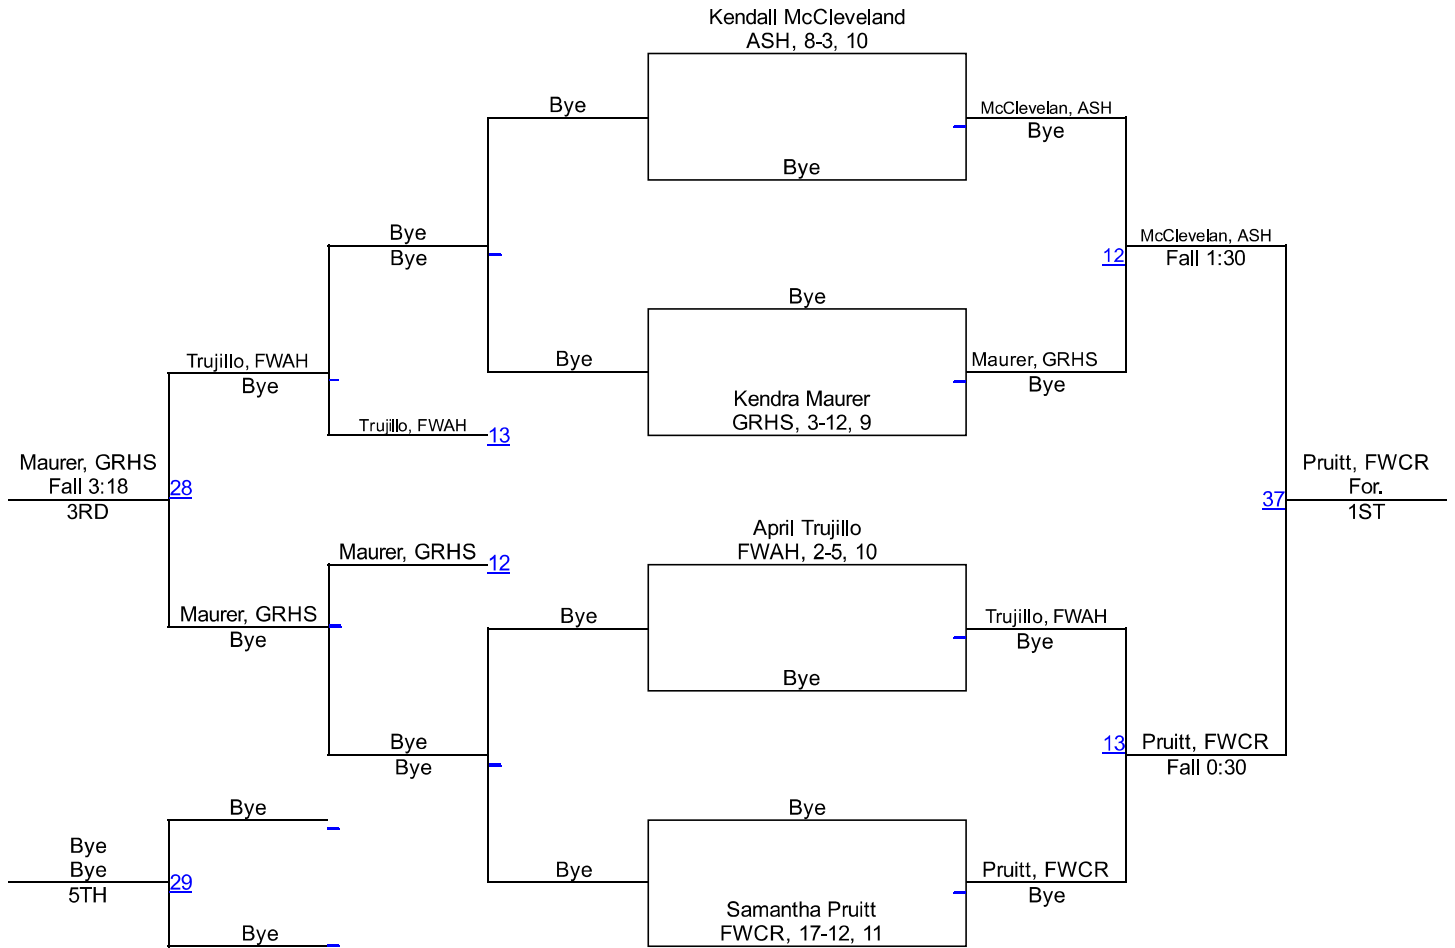 Kendall McCleveland
ASH, 8-3, 10
Bye
McClevelan, ASH
Bye
Bye
Bye
Bye
McClevelan, ASH
12
Fall 1:30
Bye
Trujillo, FWAH
Bye
Bye
Maurer, GRHS
Bye
Kendra Maurer
GRHS, 3-12, 9
Trujillo, FWAH
13
Maurer, GRHS
Fall 3:18
28
3RD
Pruitt, FWCR
For.
37
1ST
April Trujillo
FWAH, 2-5, 10
Maurer, GRHS
12
Maurer, GRHS
Bye
Bye
Trujillo, FWAH
Bye
Bye
Bye
Bye
13
Pruitt, FWCR
Fall 0:30
Bye
Bye
Bye
Bye
29
5TH
Bye
Pruitt, FWCR
Bye
Samantha Pruitt
FWCR, 17-12, 11
Bye